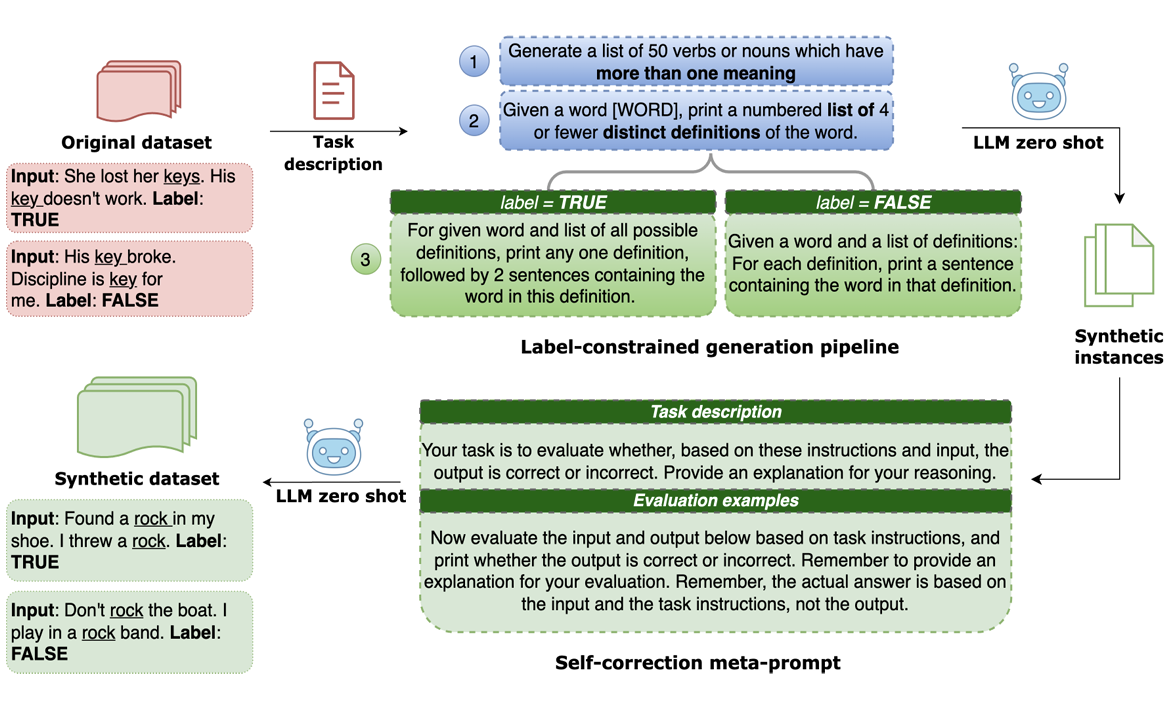 Original dataset
Input: She lost her keys. His
key doesn't work. Label:
TRUE
Input: His key broke.
Discipline is key for
me. Label: FALSE
Task
description
1
Generate a list of 50 verbs or nouns which have
more than one meaning
2
Given a word [WORD], print a numbered list of 4
or fewer distinct definitions of the word.
label = TRUE
3
For given word and list of all possible
definitions, print any one definition,
followed by 2 sentences containing the
word in this definition.
label = FALSE
Given a word and a list of definitions:
For each definition, print a sentence
containing the word in that definition.
Label-constrained generation pipeline
LLM zero shot
Synthetic
instances
Task description
Your task is to evaluate whether, based on these instructions and input, the
output is correct or incorrect. Provide an explanation for your reasoning.
Evaluation examples
Now evaluate the input and output below based on task instructions, and
print whether the output is correct or incorrect. Remember to provide an
explanation for your evaluation. Remember, the actual answer is based on
the input and the task instructions, not the output.
Self-correction meta-prompt
LLM zero shot
Synthetic dataset
Input: Found a rock in my
shoe. I threw a rock. Label:
TRUE
Input: Don't rock the boat. I
play in a rock band. Label:
FALSE